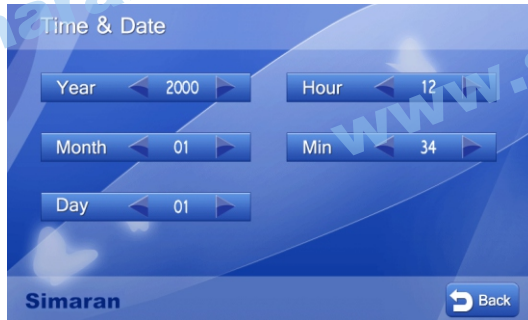 Time & Date
Year 2000 Hour 12
Month 01 Min 34
Day 01
Simaran Back